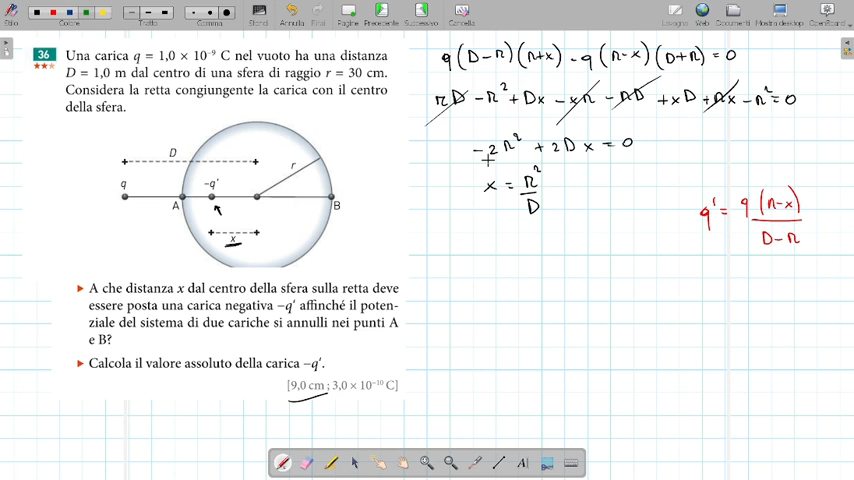 Stilo
Sfondi
Annulla
Rifai
Pagine
Precedente
Successivo
Cancella
Lavagna
Web
Documenti
Mostra desktop
OpenBoard
Tratto
Colore
Gomma
36
Una carica q = 1,0 × 10⁻⁹ C nel vuoto ha una distanza
D = 1,0 m dal centro di una sfera di raggio r = 30 cm.
Considera la retta congiungente la carica con il centro
della sfera.
D
r
q
-q'
A
B
x
▶ A che distanza x dal centro della sfera sulla retta deve
essere posta una carica negativa −q' affinché il poten-
ziale del sistema di due cariche si annulli nei punti A
e B?
▶ Calcola il valore assoluto della carica −q'.
[9,0 cm ; 3,0 × 10⁻¹⁰ C]
q (D-r) (r+x) - q (r-x) (D+r) = 0
rD - r² + Dx - xr - rD + xD + rx - r² = 0
-2r² + 2Dx = 0
+
x = r²/D
q' = q (r-x)
D-r